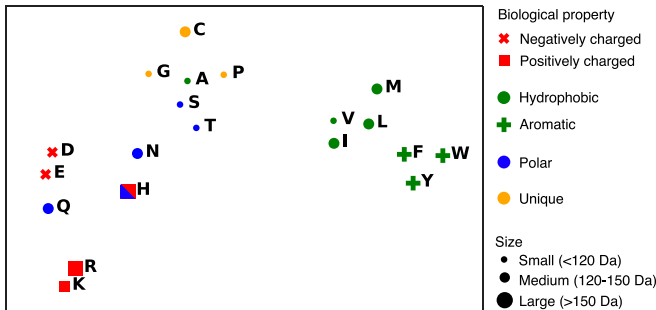 C
G
A
P
S
T
M
V
L
I
F
W
Y
D
N
E
H
Q
R
K
Biological property
Negatively charged
Positively charged
Hydrophobic
Aromatic
Polar
Unique
Size
Small (<120 Da)
Medium (120-150 Da)
Large (>150 Da)